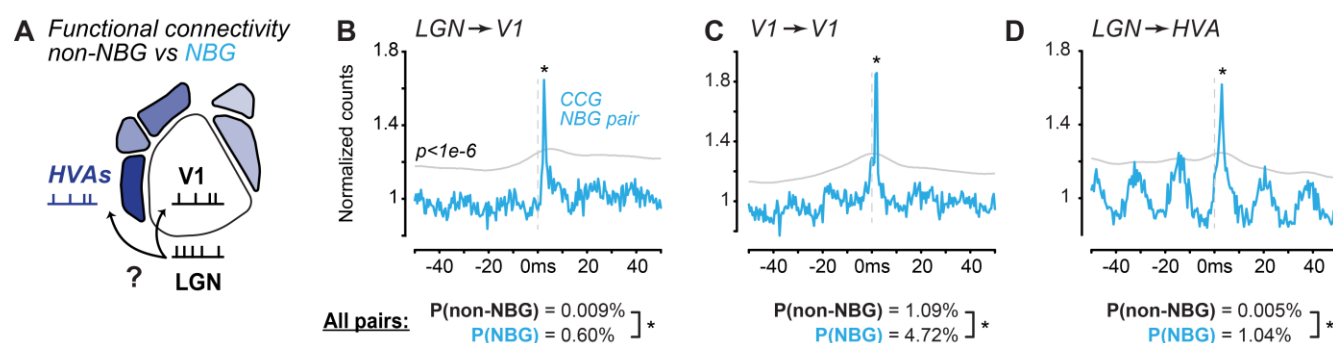 A Functional connectivity
non-NBG vs NBG
HVAs
V1
?
LGN
B LGN→V1
Normalized counts
1.8
1.4
1
p<1e-6
*
CCG
NBG pair
-40 -20 0ms 20 40
All pairs:
P(non-NBG) = 0.009%
P(NBG) = 0.60%
*
C V1→V1
1.8
1.4
1
*
-40 -20 0ms 20 40
P(non-NBG) = 1.09%
P(NBG) = 4.72%
*
D LGN→HVA
1.8
1.4
1
*
-40 -20 0ms 20 40
P(non-NBG) = 0.005%
P(NBG) = 1.04%
*